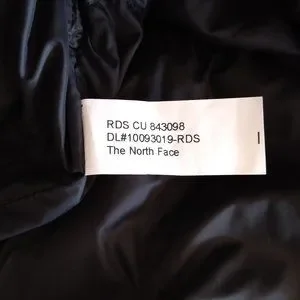 RDS CU 843098
DL#10093019-RDS
The North Face